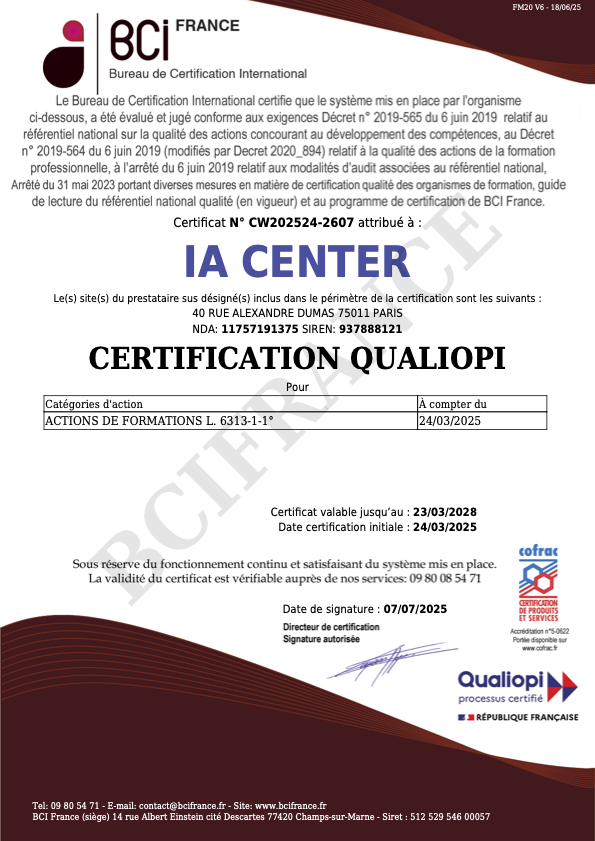 FM20 V6 - 18/06/25
BCi FRANCE
Bureau de Certification International
Le Bureau de Certification International certifie que le système mis en place par l'organisme
ci-dessous, a été évalué et jugé conforme aux exigences Décret n° 2019-565 du 6 juin 2019 relatif au
référentiel national sur la qualité des actions concourant au développement des compétences, au Décret
n° 2019-564 du 6 juin 2019 (modifiés par Decret 2020_894) relatif à la qualité des actions de la formation
professionnelle, à l'arrêté du 6 juin 2019 relatif aux modalités d'audit associées au référentiel national,
Arrêté du 31 mai 2023 portant diverses mesures en matière de certification qualité des organismes de formation, guide
de lecture du référentiel national qualité (en vigueur) et au programme de certification de BCI France.
Certificat N° CW202524-2607 attribué à :
IA CENTER
Le(s) site(s) du prestataire sus désigné(s) inclus dans le périmètre de la certification sont les suivants :
40 RUE ALEXANDRE DUMAS 75011 PARIS
NDA: 11757191375 SIREN: 937888121
CERTIFICATION QUALIOPI
Pour
Catégories d'action À compter du
ACTIONS DE FORMATIONS L. 6313-1-1° 24/03/2025
BCIFRANCE
Certificat valable jusqu'au : 23/03/2028
Date certification initiale : 24/03/2025
Sous réserve du fonctionnement continu et satisfaisant du système mis en place.
La validité du certificat est vérifiable auprès de nos services: 09 80 08 54 71
cofrac
CERTIFICATION
DE PRODUITS
ET SERVICES
Accréditation n°5-0622
Portée disponible sur
www.cofrac.fr
Date de signature : 07/07/2025
Directeur de certification
Signature autorisée
Qualiopi
processus certifié
RÉPUBLIQUE FRANÇAISE
Tel: 09 80 54 71 - E-mail: contact@bcifrance.fr - Site: www.bcifrance.fr
BCI France (siège) 14 rue Albert Einstein cité Descartes 77420 Champs-sur-Marne - Siret : 512 529 546 00057